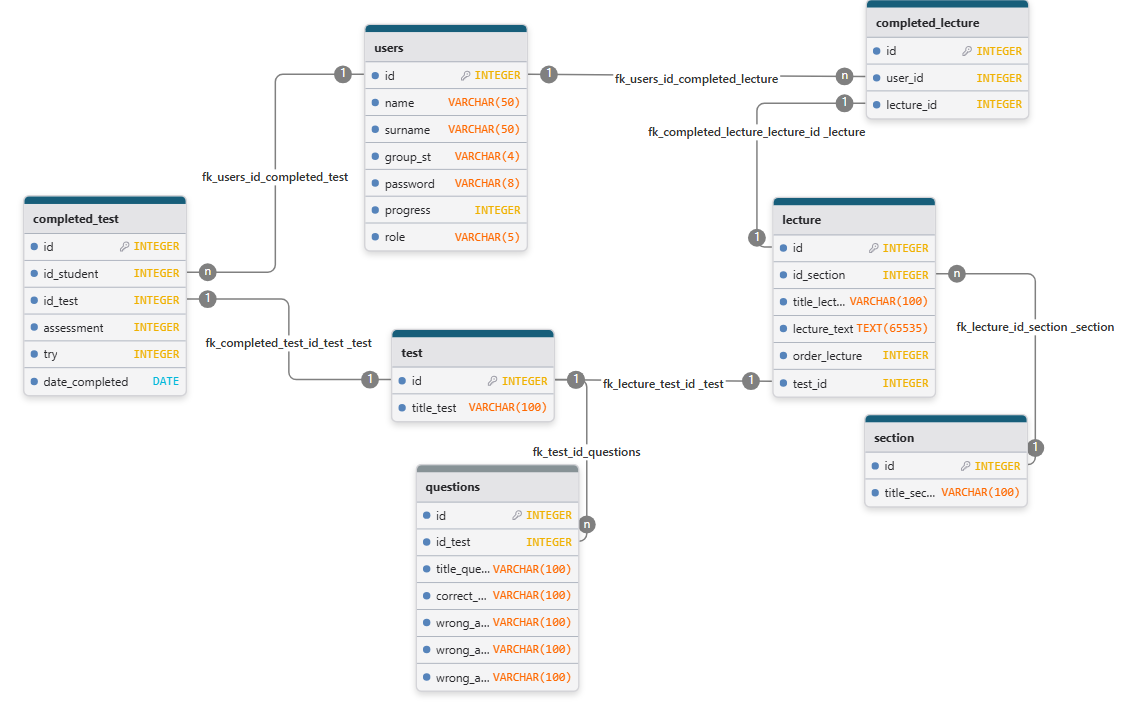 completed_lecture
id INTEGER
user_id INTEGER
lecture_id INTEGER
users
id INTEGER
name VARCHAR(50)
surname VARCHAR(50)
group_st VARCHAR(4)
password VARCHAR(8)
progress INTEGER
role VARCHAR(5)
1
1
fk_users_id_completed_lecture
n
1
fk_completed_lecture_lecture_id _lecture
1
fk_users_id_completed_test
completed_test
id INTEGER
id_student INTEGER
id_test INTEGER
assessment INTEGER
try INTEGER
date_completed DATE
n
1
fk_completed_test_id_test _test
1
lecture
id INTEGER
id_section INTEGER
title_lect... VARCHAR(100)
lecture_text TEXT(65535)
order_lecture INTEGER
test_id INTEGER
n
fk_lecture_id_section _section
1
test
id INTEGER
title_test VARCHAR(100)
1
fk_lecture_test_id _test
1
fk_test_id_questions
n
section
id INTEGER
title_sec... VARCHAR(100)
questions
id INTEGER
id_test INTEGER
title_que... VARCHAR(100)
correct_... VARCHAR(100)
wrong_a... VARCHAR(100)
wrong_a... VARCHAR(100)
wrong_a... VARCHAR(100)